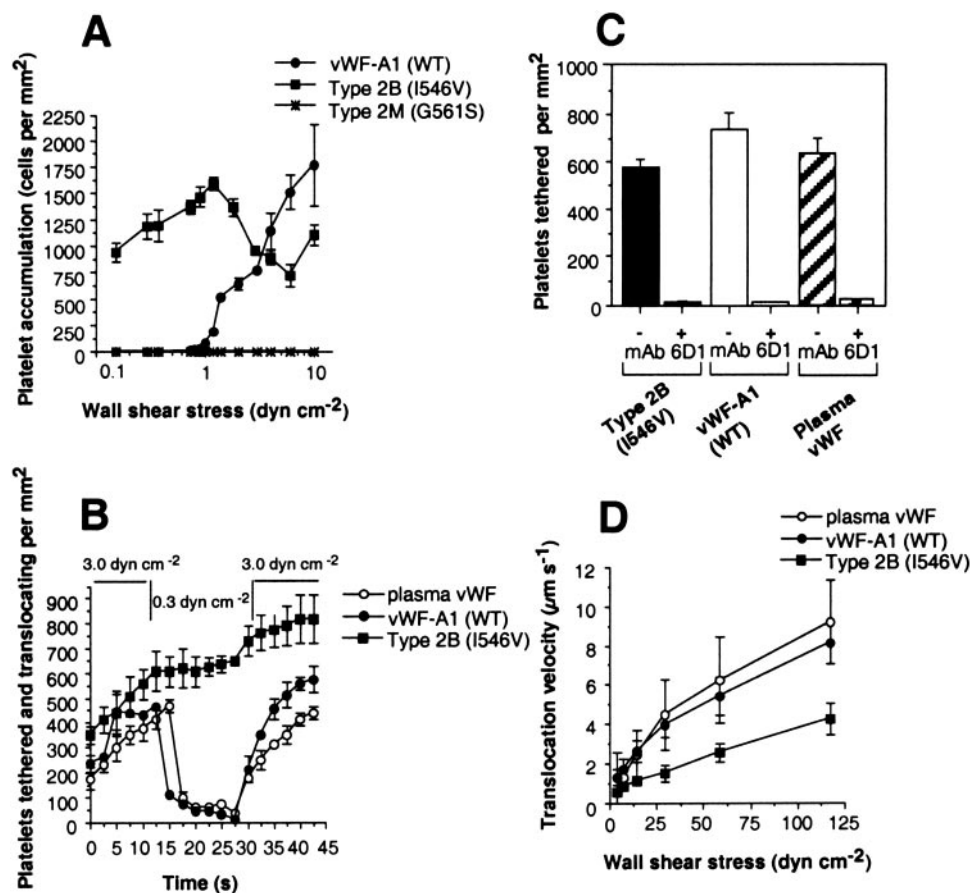 A
vWF-A1 (WT)
Type 2B (I546V)
Type 2M (G561S)
Platelet accumulation (cells per mm2)
2250
2000
1750
1500
1250
1000
750
500
250
0
0.1
1
10
Wall shear stress (dyn cm-2)
C
Platelets tethered per mm2
1000
800
600
400
200
0
- + - + - +
mAb 6D1 mAb 6D1 mAb 6D1
Type 2B
(I546V)
vWF-A1
(WT)
Plasma
vWF
B
Platelets tethered and translocating per mm2
3.0 dyn cm-2
0.3 dyn cm-2
3.0 dyn cm-2
plasma vWF
vWF-A1 (WT)
Type 2B (I546V)
900
800
700
600
500
400
300
200
100
0
0 5 10 15 20 25 30 35 40 45
Time (s)
D
plasma vWF
vWF-A1 (WT)
Type 2B (I546V)
Translocation velocity (µm s-1)
12
10
8
6
4
2
0
0 25 50 75 100 125
Wall shear stress (dyn cm-2)